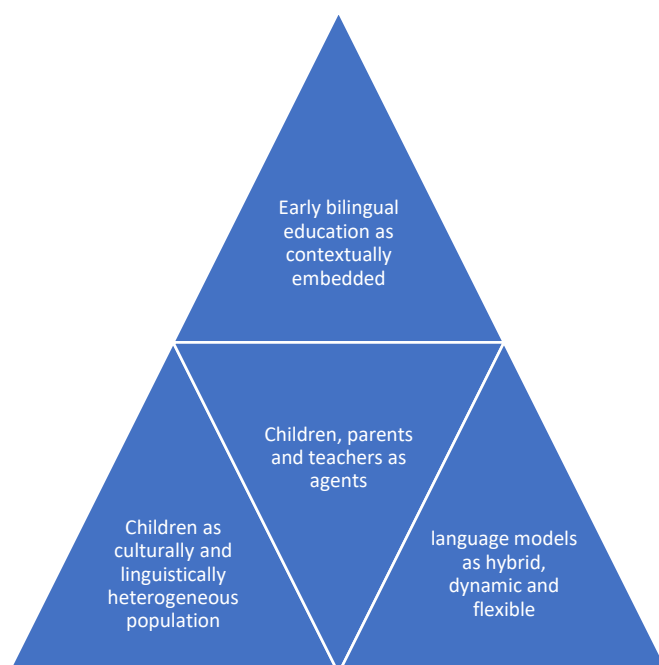 Early bilingual
education as
contextually
embedded
Children, parents
and teachers as
agents
Children as
culturally and
linguistically
heterogeneous
population
language models
as hybrid,
dynamic and
flexible